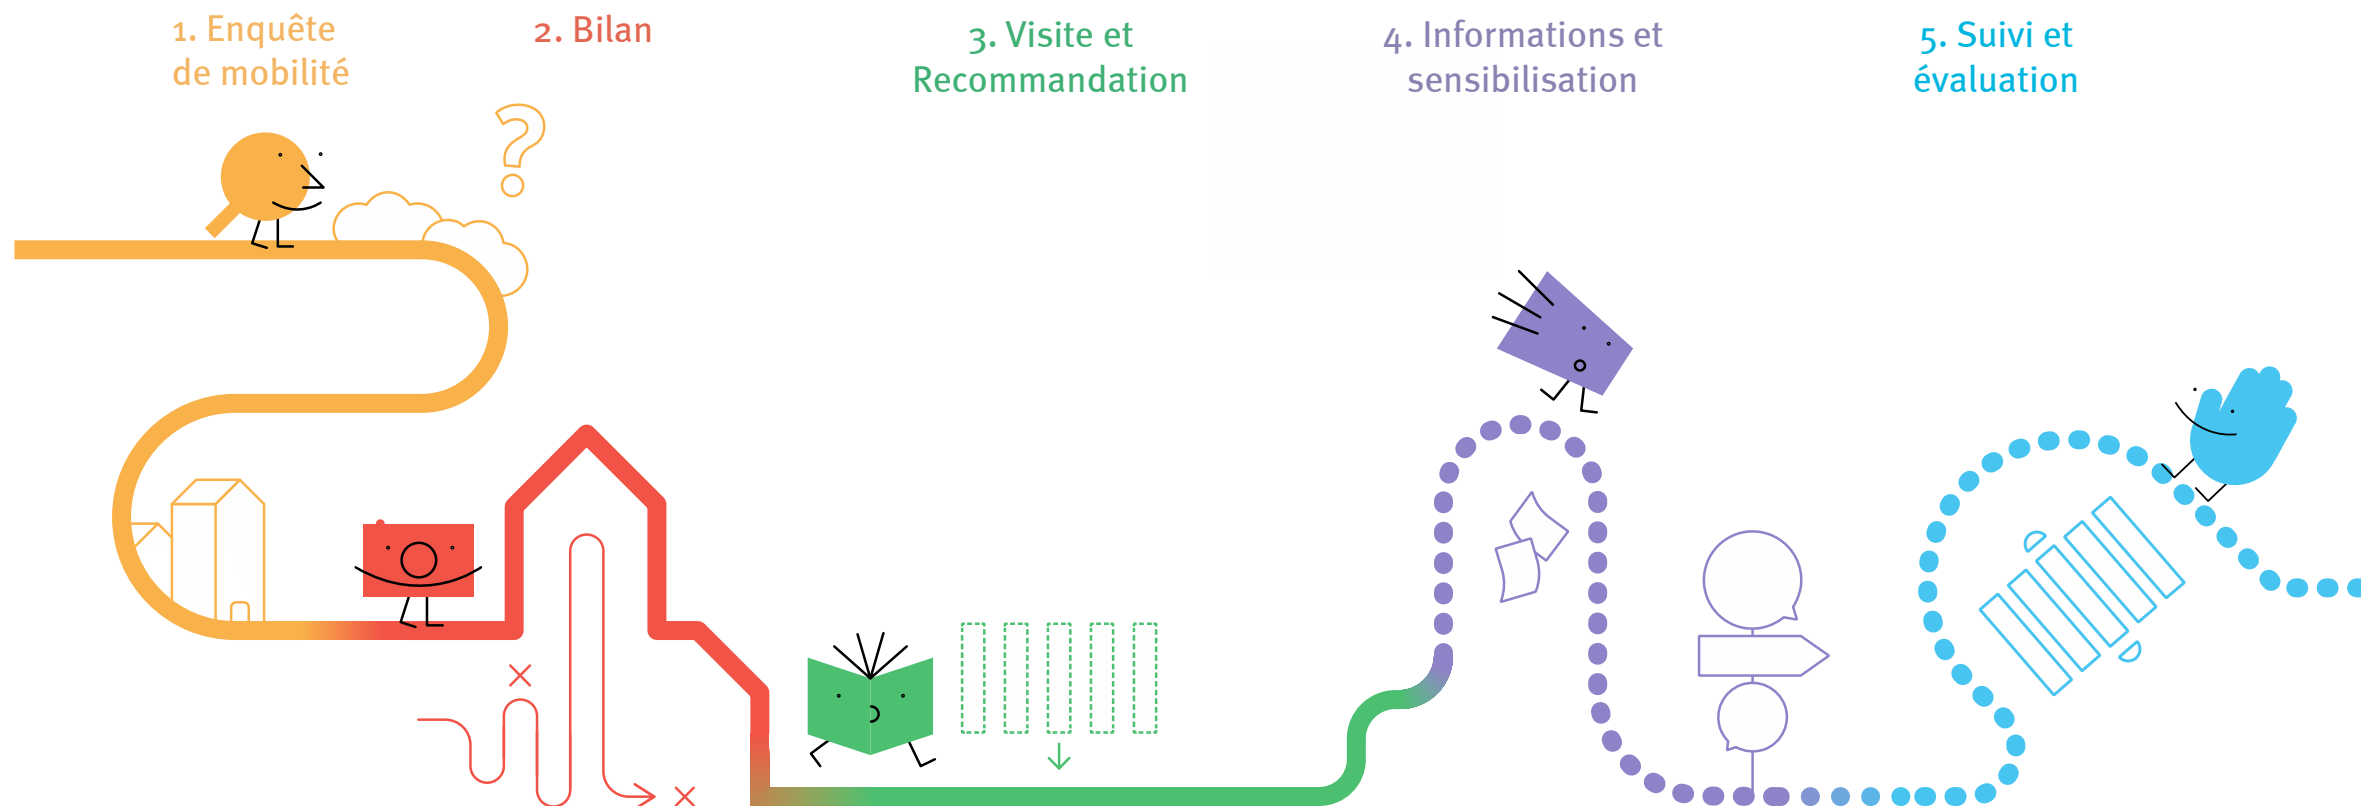 1. Enquête
de mobilité
2. Bilan
3. Visite et
Recommandation
4. Informations et
sensibilisation
5. Suivi et
évaluation